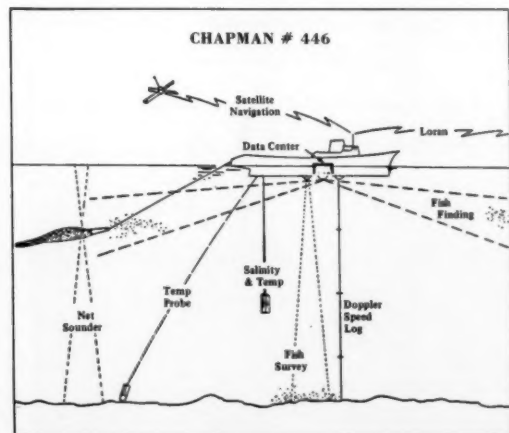 CHAPMAN # 446
Satellite
Navigation
Loran
Data Center
Fish
Finding
Salinity
& Temp
Temp
Probe
Net
Sounder
Doppler
Speed
Log
Fish
Survey